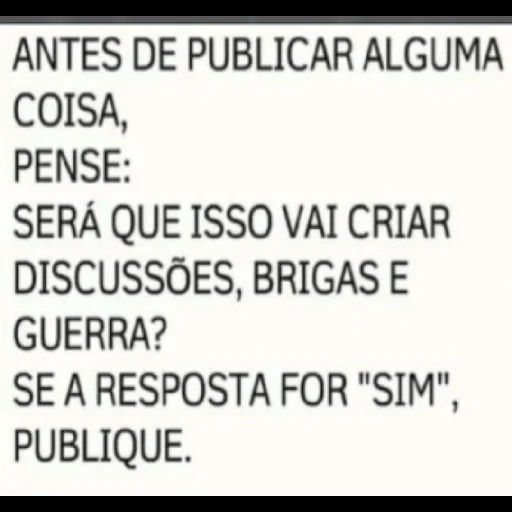 ANTES DE PUBLICAR ALGUMA
COISA,
PENSE:
SERÁ QUE ISSO VAI CRIAR
DISCUSSÕES, BRIGAS E
GUERRA?
SE A RESPOSTA FOR "SIM",
PUBLIQUE.